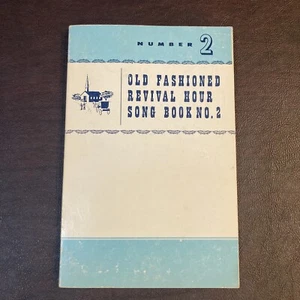 NUMBER 2
OLD FASHIONED
REVIVAL HOUR
SONG BOOK NO. 2